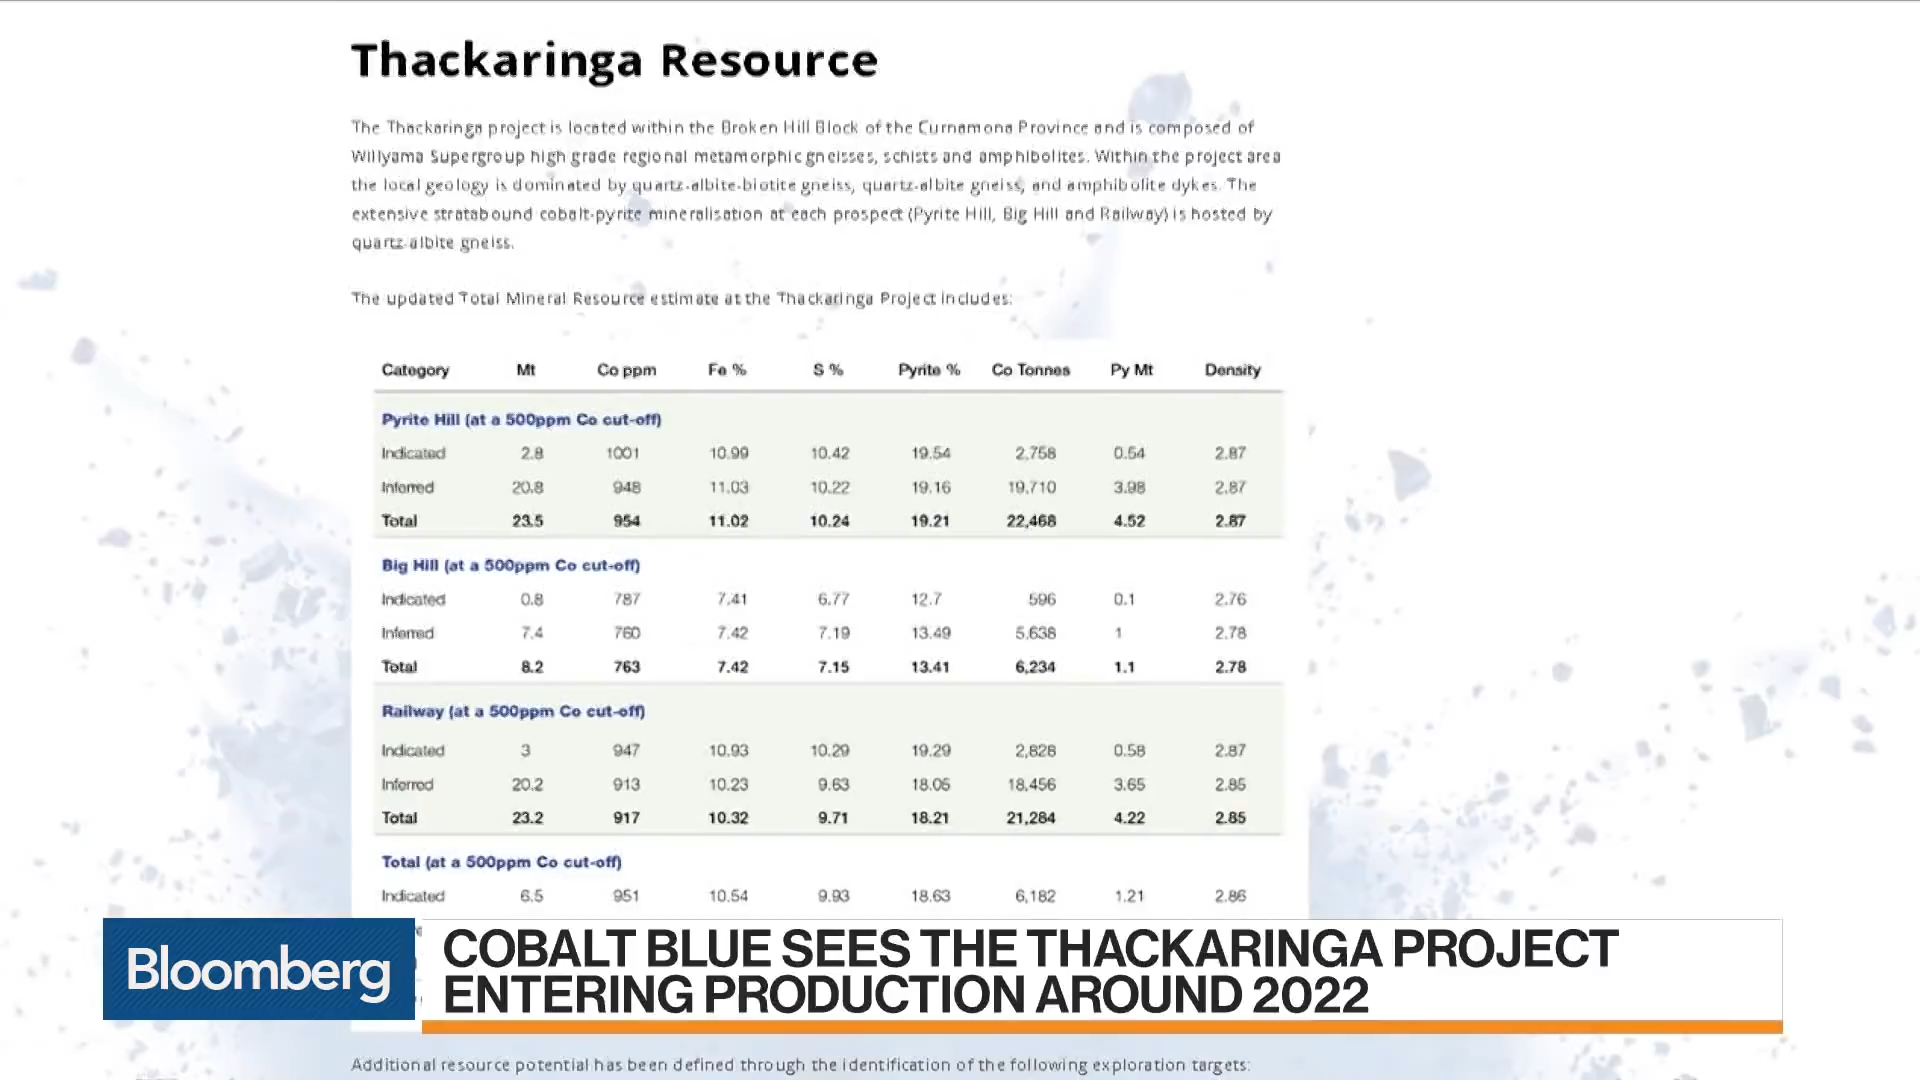 Thackaringa Resource
The Thackaringa project is located within the Broken Hill Block of the Curnamona Province and is composed of
Willyama Supergroup high grade regional metamorphic gneisses, schists and amphibolites. Within the project area
the local geology is dominated by quartz-albite-biotite gneiss, quartz-albite gneiss, and amphibolite dykes. The
extensive stratabound cobalt-pyrite mineralisation at each prospect (Pyrite Hill, Big Hill and Railway) is hosted by
quartz-albite gneiss.
The updated Total Mineral Resource estimate at the Thackaringa Project includes:
Category Mt Co ppm Fe % S % Pyrite % Co Tonnes Py Mt Density
Pyrite Hill (at a 500ppm Co cut-off)
Indicated 2.8 1001 10.99 10.42 19.54 2,758 0.54 2.87
Inferred 20.8 948 11.03 10.22 19.16 19,710 3.98 2.87
Total 23.5 954 11.02 10.24 19.21 22,468 4.52 2.87
Big Hill (at a 500ppm Co cut-off)
Indicated 0.8 787 7.41 6.77 12.7 596 0.1 2.76
Inferred 7.4 760 7.42 7.19 13.49 5,638 1 2.78
Total 8.2 763 7.42 7.15 13.41 6,234 1.1 2.78
Railway (at a 500ppm Co cut-off)
Indicated 3 947 10.93 10.29 19.29 2,828 0.58 2.87
Inferred 20.2 913 10.23 9.63 18.05 18,456 3.65 2.85
Total 23.2 917 10.32 9.71 18.21 21,284 4.22 2.85
Total (at a 500ppm Co cut-off)
Indicated 6.5 951 10.54 9.93 18.63 6,182 1.21 2.86
Bloomberg
COBALT BLUE SEES THE THACKARINGA PROJECT
ENTERING PRODUCTION AROUND 2022
Additional resource potential has been defined through the identification of the following exploration targets: